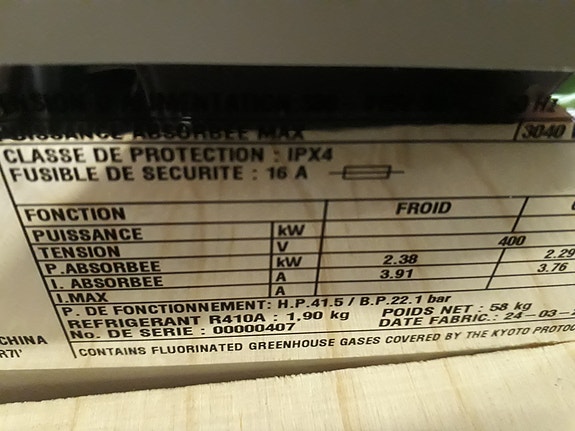 PUISSANCE ABSORBEE MAX 3040
CLASSE DE PROTECTION : IPX4
FUSIBLE DE SECURITE : 16 A
FONCTION FROID
PUISSANCE kW
TENSION V 400
P.ABSORBEE kW 2.38 2.29
I. ABSORBEE A 3.91 3.76
I.MAX A
P. DE FONCTIONNEMENT: H.P.41.5 / B.P.22.1 bar
REFRIGERANT R410A : 1,90 kg POIDS NET : 58 kg
No. DE SERIE : 00000407 DATE FABRIC.: 24-03-
CHINA
R7I'
CONTAINS FLUORINATED GREENHOUSE GASES COVERED BY THE KYOTO PROTOC